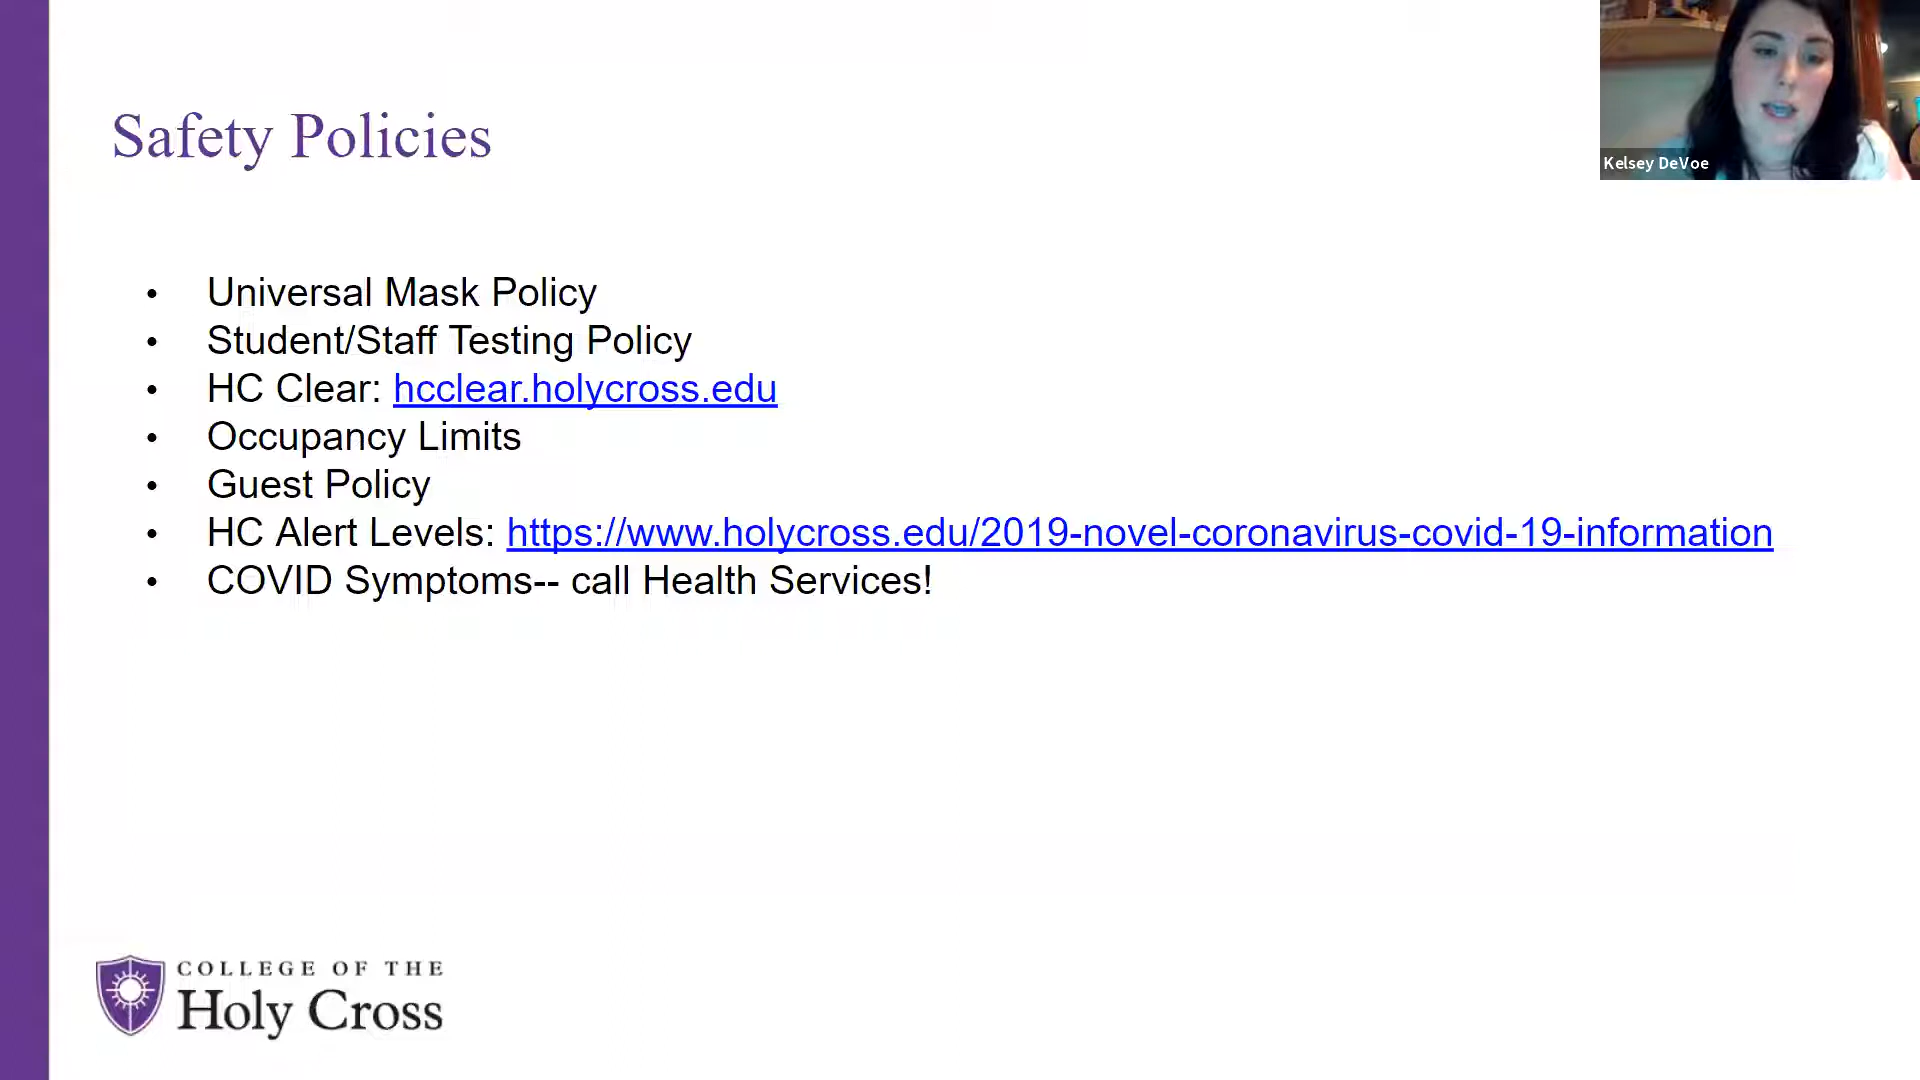 Safety Policies
Kelsey DeVoe
• Universal Mask Policy
• Student/Staff Testing Policy
• HC Clear: hcclear.holycross.edu
• Occupancy Limits
• Guest Policy
• HC Alert Levels: https://www.holycross.edu/2019-novel-coronavirus-covid-19-information
• COVID Symptoms-- call Health Services!
COLLEGE OF THE
Holy Cross